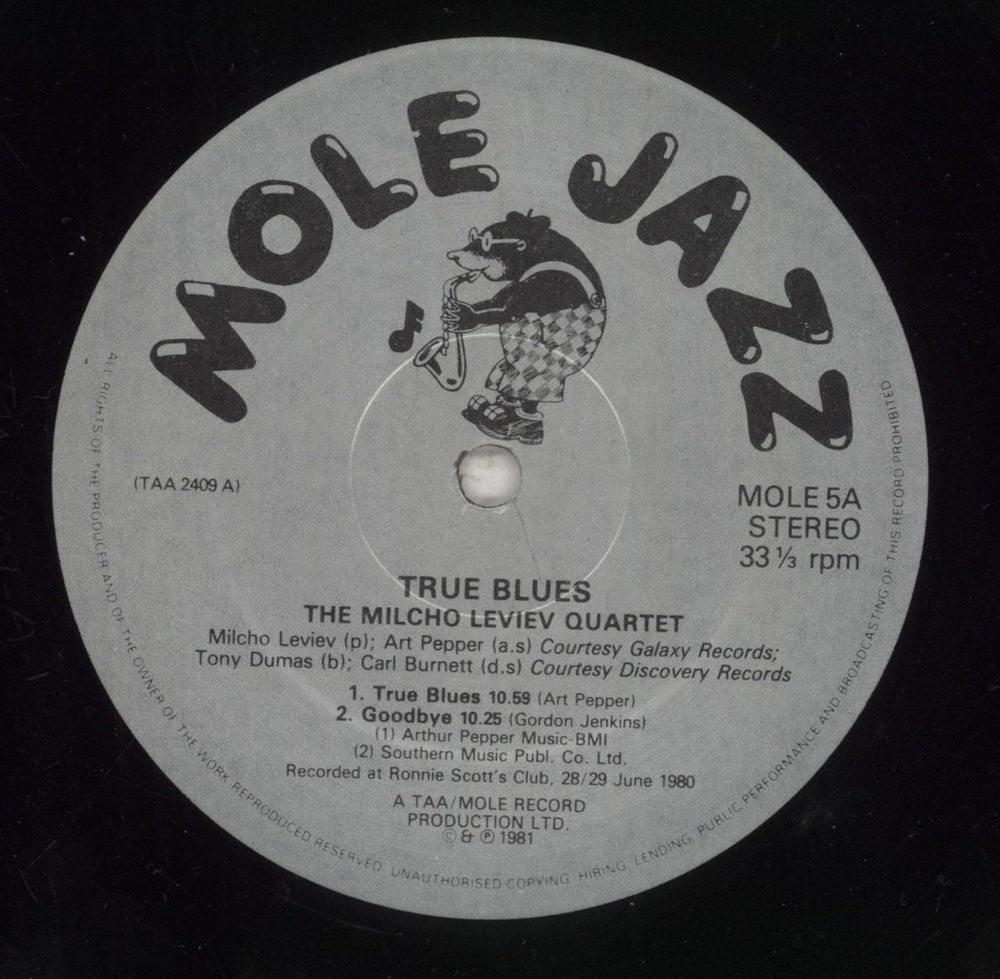 MOLE JAZZ
(TAA 2409 A)
MOLE 5A
STEREO
33 ⅓ rpm
TRUE BLUES
THE MILCHO LEVIEV QUARTET
Milcho Leviev (p); Art Pepper (a.s) Courtesy Galaxy Records;
Tony Dumas (b); Carl Burnett (d.s) Courtesy Discovery Records
1. True Blues 10.59 (Art Pepper)
2. Goodbye 10.25 (Gordon Jenkins)
(1) Arthur Pepper Music-BMI
(2) Southern Music Publ. Co. Ltd.
Recorded at Ronnie Scott's Club, 28/29 June 1980
A TAA/MOLE RECORD
PRODUCTION LTD.
© & ℗ 1981
ALL RIGHTS OF THE PRODUCER AND OF THE OWNER OF THE WORK REPRODUCED RESERVED. UNAUTHORISED COPYING, HIRING, LENDING, PUBLIC PERFORMANCE AND BROADCASTING OF THIS RECORD PROHIBITED